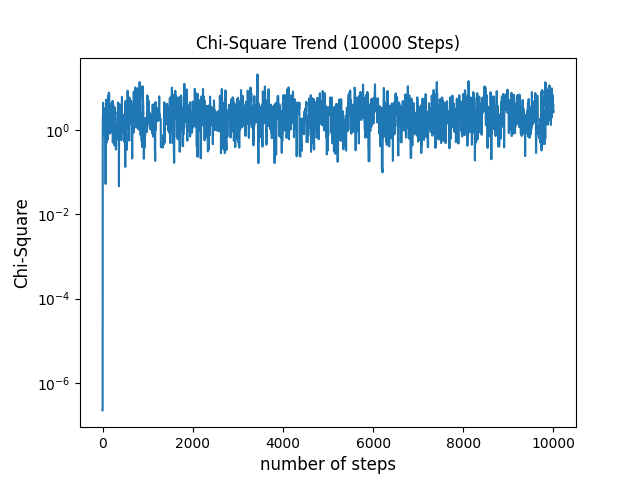 Chi-Square Trend (10000 Steps)
10⁰
10⁻²
10⁻⁴
10⁻⁶
Chi-Square
0 2000 4000 6000 8000 10000
number of steps